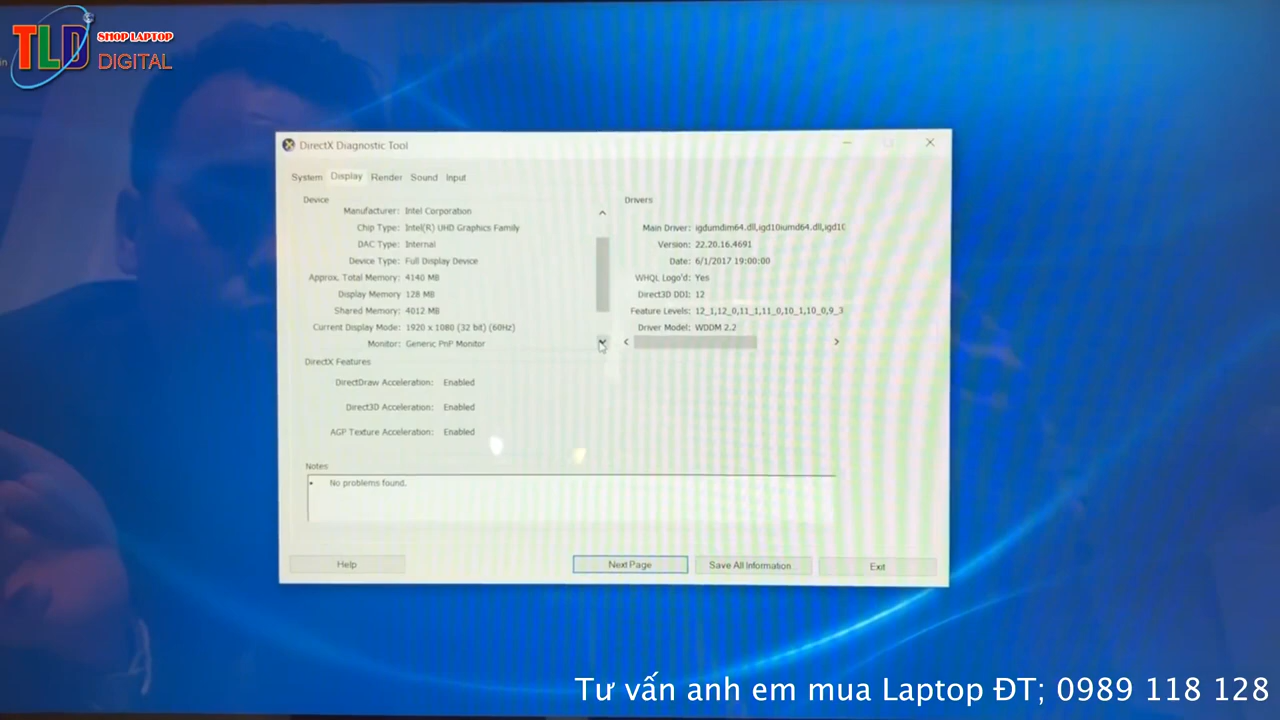 TLD
SHOP LAPTOP
DIGITAL
in
DirectX Diagnostic Tool
System Display Render Sound Input
Device
Manufacturer: Intel Corporation
Chip Type: Intel(R) UHD Graphics Family
DAC Type: Internal
Device Type: Full Display Device
Approx. Total Memory: 4140 MB
Display Memory 128 MB
Shared Memory: 4012 MB
Current Display Mode: 1920 x 1080 (32 bit) (60Hz)
Monitor: Generic PnP Monitor
Drivers
Main Driver: igdumdim64.dll,igd10iumd64.dll,igd10
Version: 22.20.16.4691
Date: 6/1/2017 19:00:00
WHQL Logo'd: Yes
Direct3D DDI: 12
Feature Levels: 12_1,12_0,11_1,11_0,10_1,10_0,9_3
Driver Model: WDDM 2.2
DirectX Features
DirectDraw Acceleration: Enabled
Direct3D Acceleration: Enabled
AGP Texture Acceleration: Enabled
Notes
• No problems found.
Help Next Page Save All Information... Exit
Tư vấn anh em mua Laptop ĐT; 0989 118 128